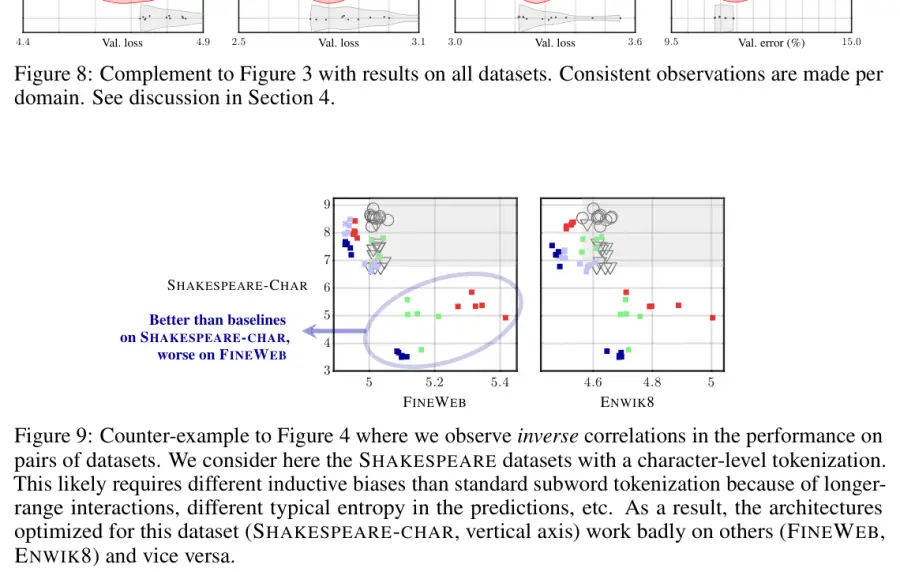 4.4 Val. loss 4.9 2.5 Val. loss 3.1 3.0 Val. loss 3.6 9.5 Val. error (%) 15.0
Figure 8: Complement to Figure 3 with results on all datasets. Consistent observations are made per
domain. See discussion in Section 4.
9
8
7
6
5
4
3
SHAKESPEARE-CHAR
Better than baselines
on SHAKESPEARE-CHAR,
worse on FINEWEB
5 5.2 5.4 4.6 4.8 5
FINEWEB ENWIK8
Figure 9: Counter-example to Figure 4 where we observe inverse correlations in the performance on
pairs of datasets. We consider here the SHAKESPEARE datasets with a character-level tokenization.
This likely requires different inductive biases than standard subword tokenization because of longer-
range interactions, different typical entropy in the predictions, etc. As a result, the architectures
optimized for this dataset (SHAKESPEARE-CHAR, vertical axis) work badly on others (FINEWEB,
ENWIK8) and vice versa.